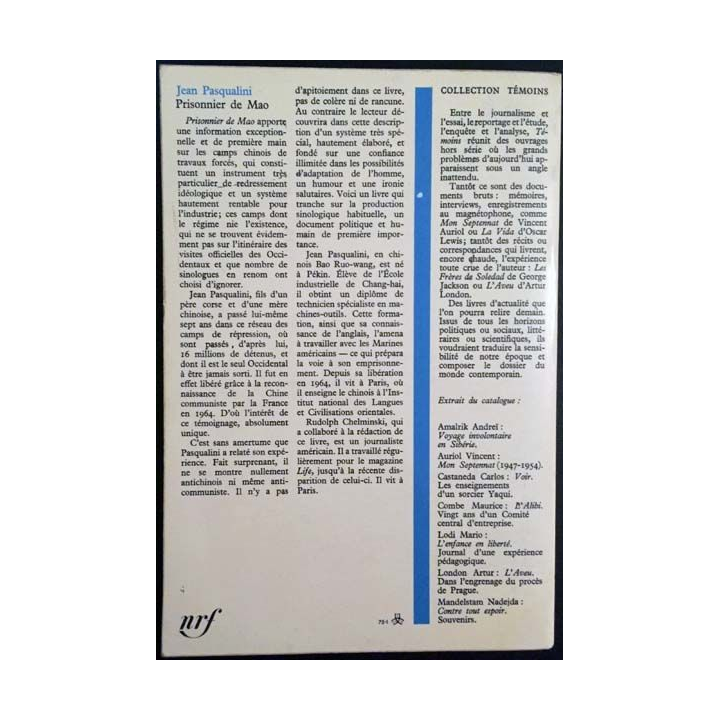 Jean Pasqualini
Prisonnier de Mao
Prisonnier de Mao apporte
une information exception-
nelle et de première main
sur les camps chinois de
travaux forcés, qui consti-
tuent un instrument très
particulier de redressement
idéologique et un système
hautement rentable pour
l'industrie ; ces camps dont
le régime nie l'existence,
qui ne se trouvent évidem-
ment pas sur l'itinéraire des
visites officielles des Occi-
dentaux et que nombre de
sinologues en renom ont
choisi d'ignorer.
Jean Pasqualini, fils d'un
père corse et d'une mère
chinoise, a passé lui-même
sept ans dans ce réseau des
camps de répression, où
sont passés, d'après lui,
16 millions de détenus, et
dont il est le seul Occidental
à être jamais sorti. Il fut en
effet libéré grâce à la recon-
naissance de la Chine
communiste par la France
en 1964. D'où l'intérêt de
ce témoignage, absolument
unique.
C'est sans amertume que
Pasqualini a relaté son expé-
rience. Fait surprenant, il
ne se montre nullement
antichinois ni même anti-
communiste. Il n'y a pas
d'apitoiement dans ce livre,
pas de colère ni de rancune.
Au contraire le lecteur dé-
couvrira dans cette descrip-
tion d'un système très spé-
cial, hautement élaboré, et
fondé sur une confiance
illimitée dans les possibilités
d'adaptation de l'homme,
un humour et une ironie
salutaires. Voici un livre qui
tranche sur la production
sinologique habituelle, un
document politique et hu-
main de première impor-
tance.
Jean Pasqualini, en chi-
nois Bao Ruo-wang, est né
à Pékin. Élève de l'École
industrielle de Chang-hai,
il obtint un diplôme de
technicien spécialiste en ma-
chines-outils. Cette forma-
tion, ainsi que sa connais-
sance de l'anglais, l'amena
à travailler avec les Marines
américains — ce qui prépara
la voie à son emprisonne-
ment. Depuis sa libération
en 1964, il vit à Paris, où
il enseigne le chinois à l'Ins-
titut national des Langues
et Civilisations orientales.
Rudolph Chelminski, qui
a collaboré à la rédaction de
ce livre, est un journaliste
américain. Il a travaillé régu-
lièrement pour le magazine
Life, jusqu'à la récente dis-
parition de celui-ci. Il vit à
Paris.
nrf
75-I
COLLECTION TÉMOINS
Entre le journalisme et
l'essai, le reportage et l'étude,
l'enquête et l'analyse, Té-
moins réunit des ouvrages
hors série où les grands
problèmes d'aujourd'hui ap-
paraissent sous un angle
inattendu.
Tantôt ce sont des docu-
ments bruts : mémoires,
interviews, enregistrements
au magnétophone, comme
Mon Septennat de Vincent
Auriol ou La Vida d'Oscar
Lewis ; tantôt des récits ou
correspondances qui livrent,
encore chaude, l'expérience
toute crue de l'auteur : Les
Frères de Soledad de George
Jackson ou L'Aveu d'Artur
London.
Des livres d'actualité que
l'on pourra relire demain.
Issus de tous les horizons
politiques ou sociaux, litté-
raires ou scientifiques, ils
voudraient traduire la sensi-
bilité de notre époque et
composer le dossier du
monde contemporain.
Extrait du catalogue :
Amalrik Andreï :
Voyage involontaire
en Sibérie.
Auriol Vincent :
Mon Septennat (1947-1954).
Castaneda Carlos : Voir.
Les enseignements
d'un sorcier Yaqui.
Combe Maurice : L'Alibi.
Vingt ans d'un Comité
central d'entreprise.
Lodi Mario :
L'enfance en liberté.
Journal d'une expérience
pédagogique.
London Artur : L'Aveu.
Dans l'engrenage du procès
de Prague.
Mandelstam Nadejda :
Contre tout espoir.
Souvenirs.